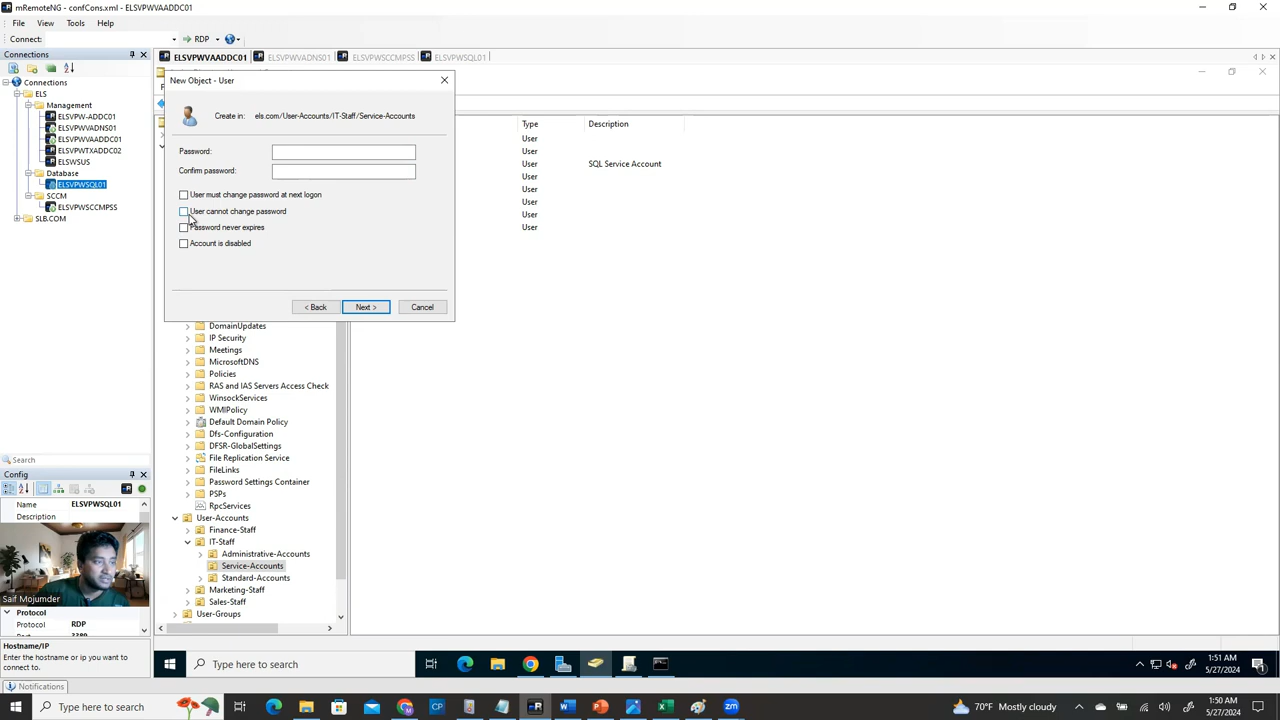 mRemoteNG - confCons.xml - ELSVPWVAADDC01
File View Tools Help
Connect: RDP
Connections
ELSVPWVAADDC01 ELSVPWVADNS01 ELSVPWSCCMPSS ELSVPWSQL01
Connections
ELS
Management
ELSVPW-ADDC01
ELSVPWVADNS01
ELSVPWVAADDC01
ELSVPWTXADDC02
ELSWSUS
Database
ELSVPWSQL01
SCCM
ELSVPWSCCMPSS
SLB.COM
Search
Config
Name ELSVPWSQL01
Description
Saif Mojumder
Protocol
Protocol RDP
Hostname/IP
Enter the hostname or ip you want to
connect to.
Notifications
New Object - User
Create in: els.com/User-Accounts/IT-Staff/Service-Accounts
Password:
Confirm password:
User must change password at next logon
User cannot change password
Password never expires
Account is disabled
< Back Next > Cancel
Type Description
User
User
User SQL Service Account
User
User
User
User
User
DomainUpdates
IP Security
Meetings
MicrosoftDNS
Policies
RAS and IAS Servers Access Check
WinsockServices
WMIPolicy
Default Domain Policy
Dfs-Configuration
DFSR-GlobalSettings
File Replication Service
FileLinks
Password Settings Container
PSPs
RpcServices
User-Accounts
Finance-Staff
IT-Staff
Administrative-Accounts
Service-Accounts
Standard-Accounts
Marketing-Staff
Sales-Staff
User-Groups
Type here to search
1:51 AM
5/27/2024
Type here to search
70°F Mostly cloudy
1:50 AM
5/27/2024